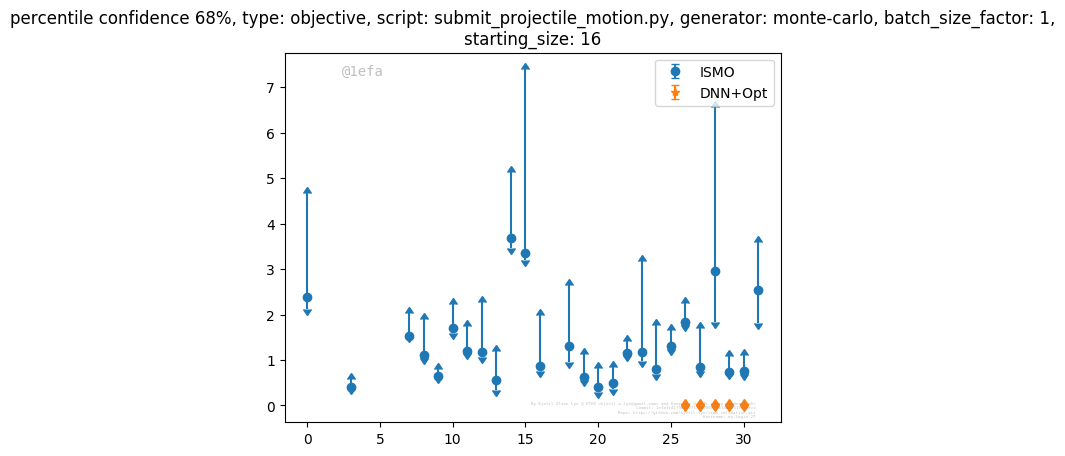 percentile confidence 68%, type: objective, script: submit_projectile_motion.py, generator: monte-carlo, batch_size_factor: 1,
starting_size: 16
@1efa
ISMO
DNN+Opt
7
6
5
4
3
2
1
0
0 5 10 15 20 25 30